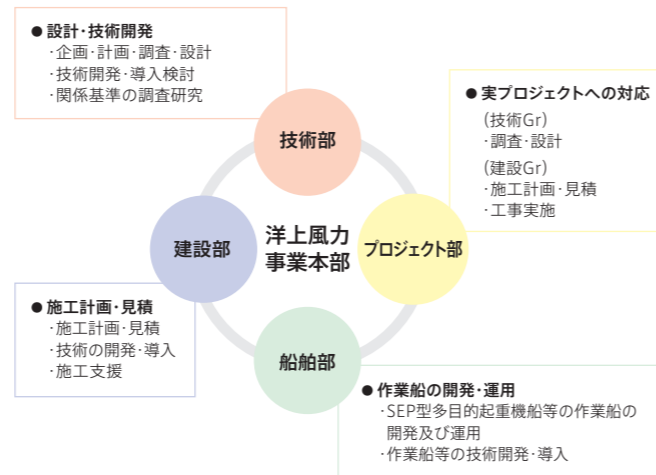 ● 設計・技術開発
・企画・計画・調査・設計
・技術開発・導入検討
・関係基準の調査研究
● 実プロジェクトへの対応
(技術Gr)
・調査・設計
(建設Gr)
・施工計画・見積
・工事実施
技術部
建設部
洋上風力
事業本部
プロジェクト部
船舶部
● 施工計画・見積
・施工計画・見積
・技術の開発・導入
・施工支援
● 作業船の開発・運用
・SEP型多目的起重機船等の作業船の
開発及び運用
・作業船等の技術開発・導入